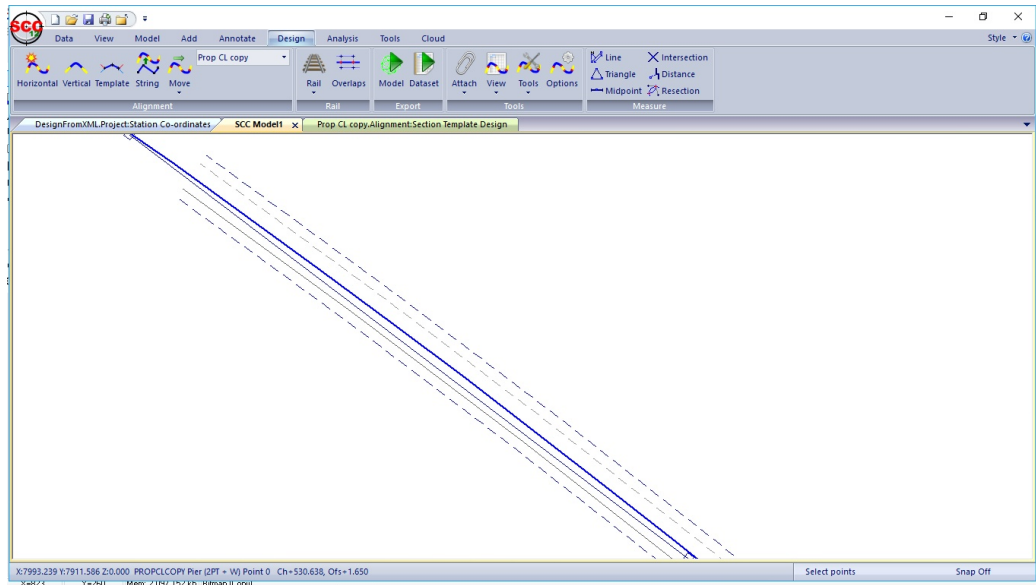 SCC
Data View Model Add Annotate Design Analysis Tools Cloud Style
Prop CL copy
Line Intersection
Triangle Distance
Midpoint Resection
Horizontal Vertical Template String Move Rail Overlaps Model Dataset Attach View Tools Options
Alignment Rail Export Tools Measure
DesignFromXML.Project:Station Co-ordinates SCC Model1 x Prop CL copy.Alignment:Section Template Design
X:7993.239 Y:7911.586 Z:0.000 PROPCLCOPY Pier (2PT + W) Point 0 Ch+530.638, Ofs+1.650 Select points Snap Off